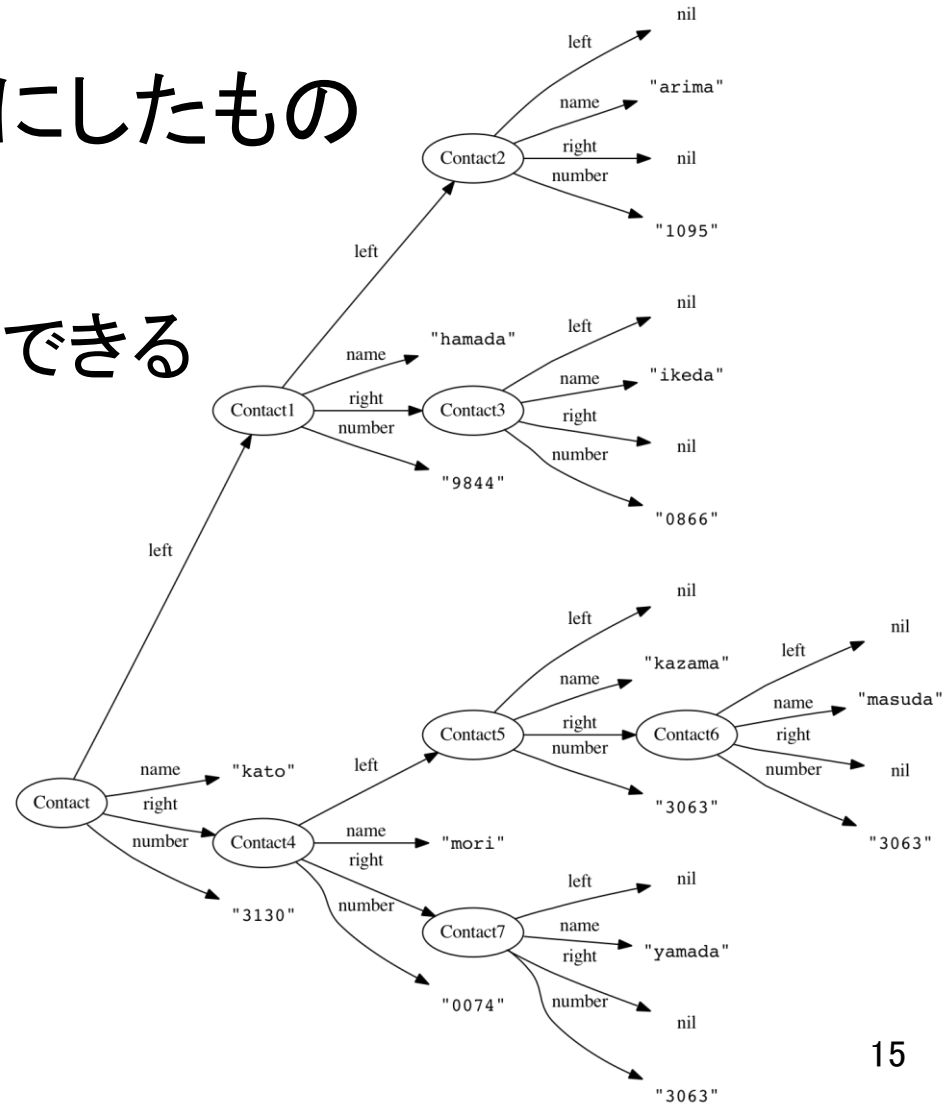 にしたもの
できる
nil
left
"arima"
name
Contact2
right
nil
number
"1095"
left
nil
left
"hamada"
name
name
"ikeda"
Contact1
right
Contact3
number
right
nil
number
"9844"
"0866"
left
nil
left
nil
left
"kazama"
name
"masuda"
name
Contact5
right
Contact6
right
number
nil
number
left
"kato"
name
Contact
right
"3063"
"3063"
number
Contact4
name
"mori"
right
left
nil
"3130"
number
Contact7
name
"yamada"
right
"0074"
number
nil
"3063"
15